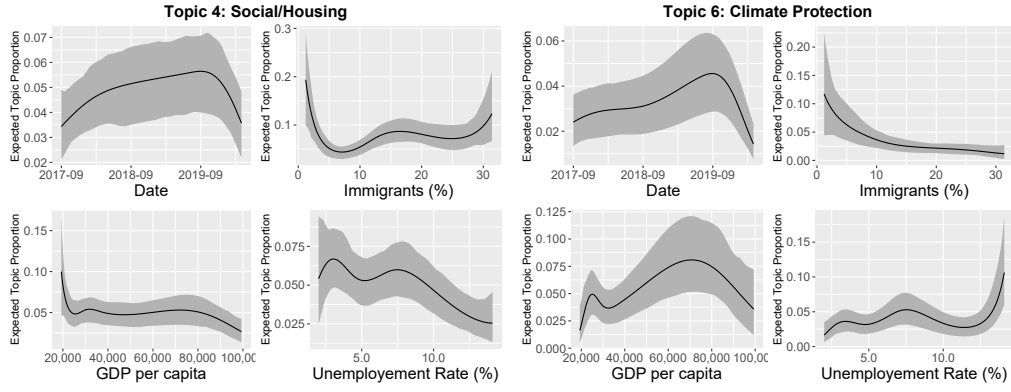 Topic 4: Social/Housing
Topic 6: Climate Protection
Expected Topic Proportion
0.07
0.06
0.05
0.04
0.03
0.02
2017-09 2018-09 2019-09
Date
Expected Topic Proportion
0.3
0.2
0.1
0 10 20 30
Immigrants (%)
Expected Topic Proportion
0.06
0.04
0.02
2017-09 2018-09 2019-09
Date
Expected Topic Proportion
0.20
0.15
0.10
0.05
0.00
0 10 20 30
Immigrants (%)
Expected Topic Proportion
0.15
0.10
0.05
20,000 40,000 60,000 80,000 100,00
GDP per capita
Expected Topic Proportion
0.075
0.050
0.025
5.0 10.0
Unemployment Rate (%)
Expected Topic Proportion
0.125
0.100
0.075
0.050
0.025
0.000
20,000 40,000 60,000 80,000 100,00
GDP per capita
Expected Topic Proportion
0.20
0.15
0.10
0.05
0.00
5.0 10.0
Unemployment Rate (%)